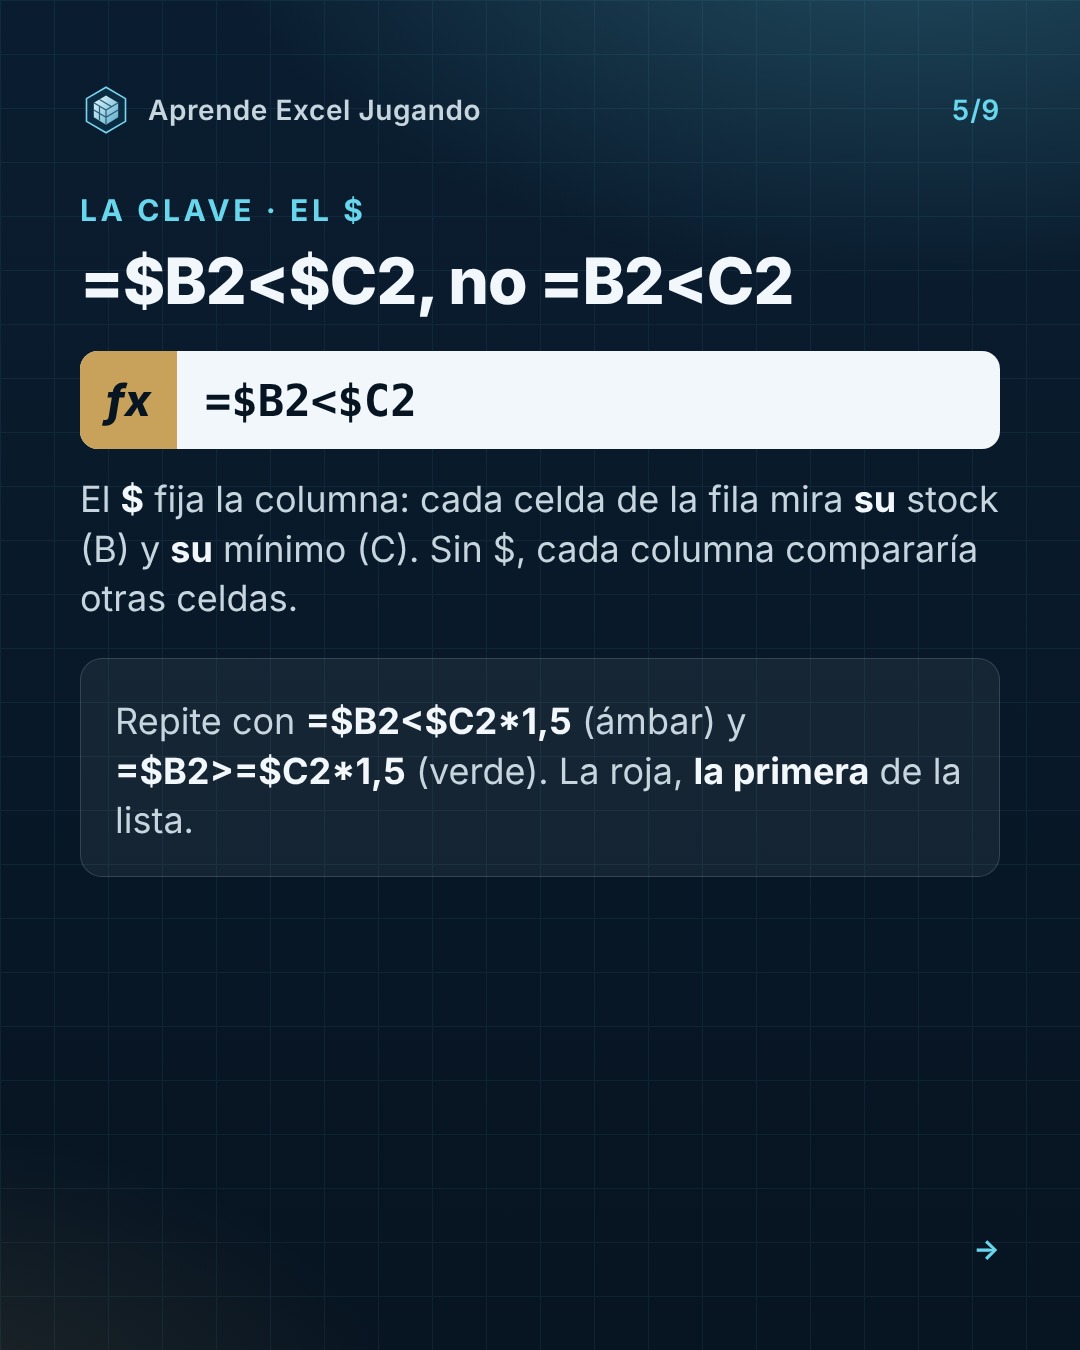 Aprende Excel Jugando
5/9
LA CLAVE · EL $
=$B2<$C2, no =B2<C2
fx =$B2<$C2
El $ fija la columna: cada celda de la fila mira su stock
(B) y su mínimo (C). Sin $, cada columna compararía
otras celdas.
Repite con =$B2<$C2*1,5 (ámbar) y
=$B2>=$C2*1,5 (verde). La roja, la primera de la
lista.
→